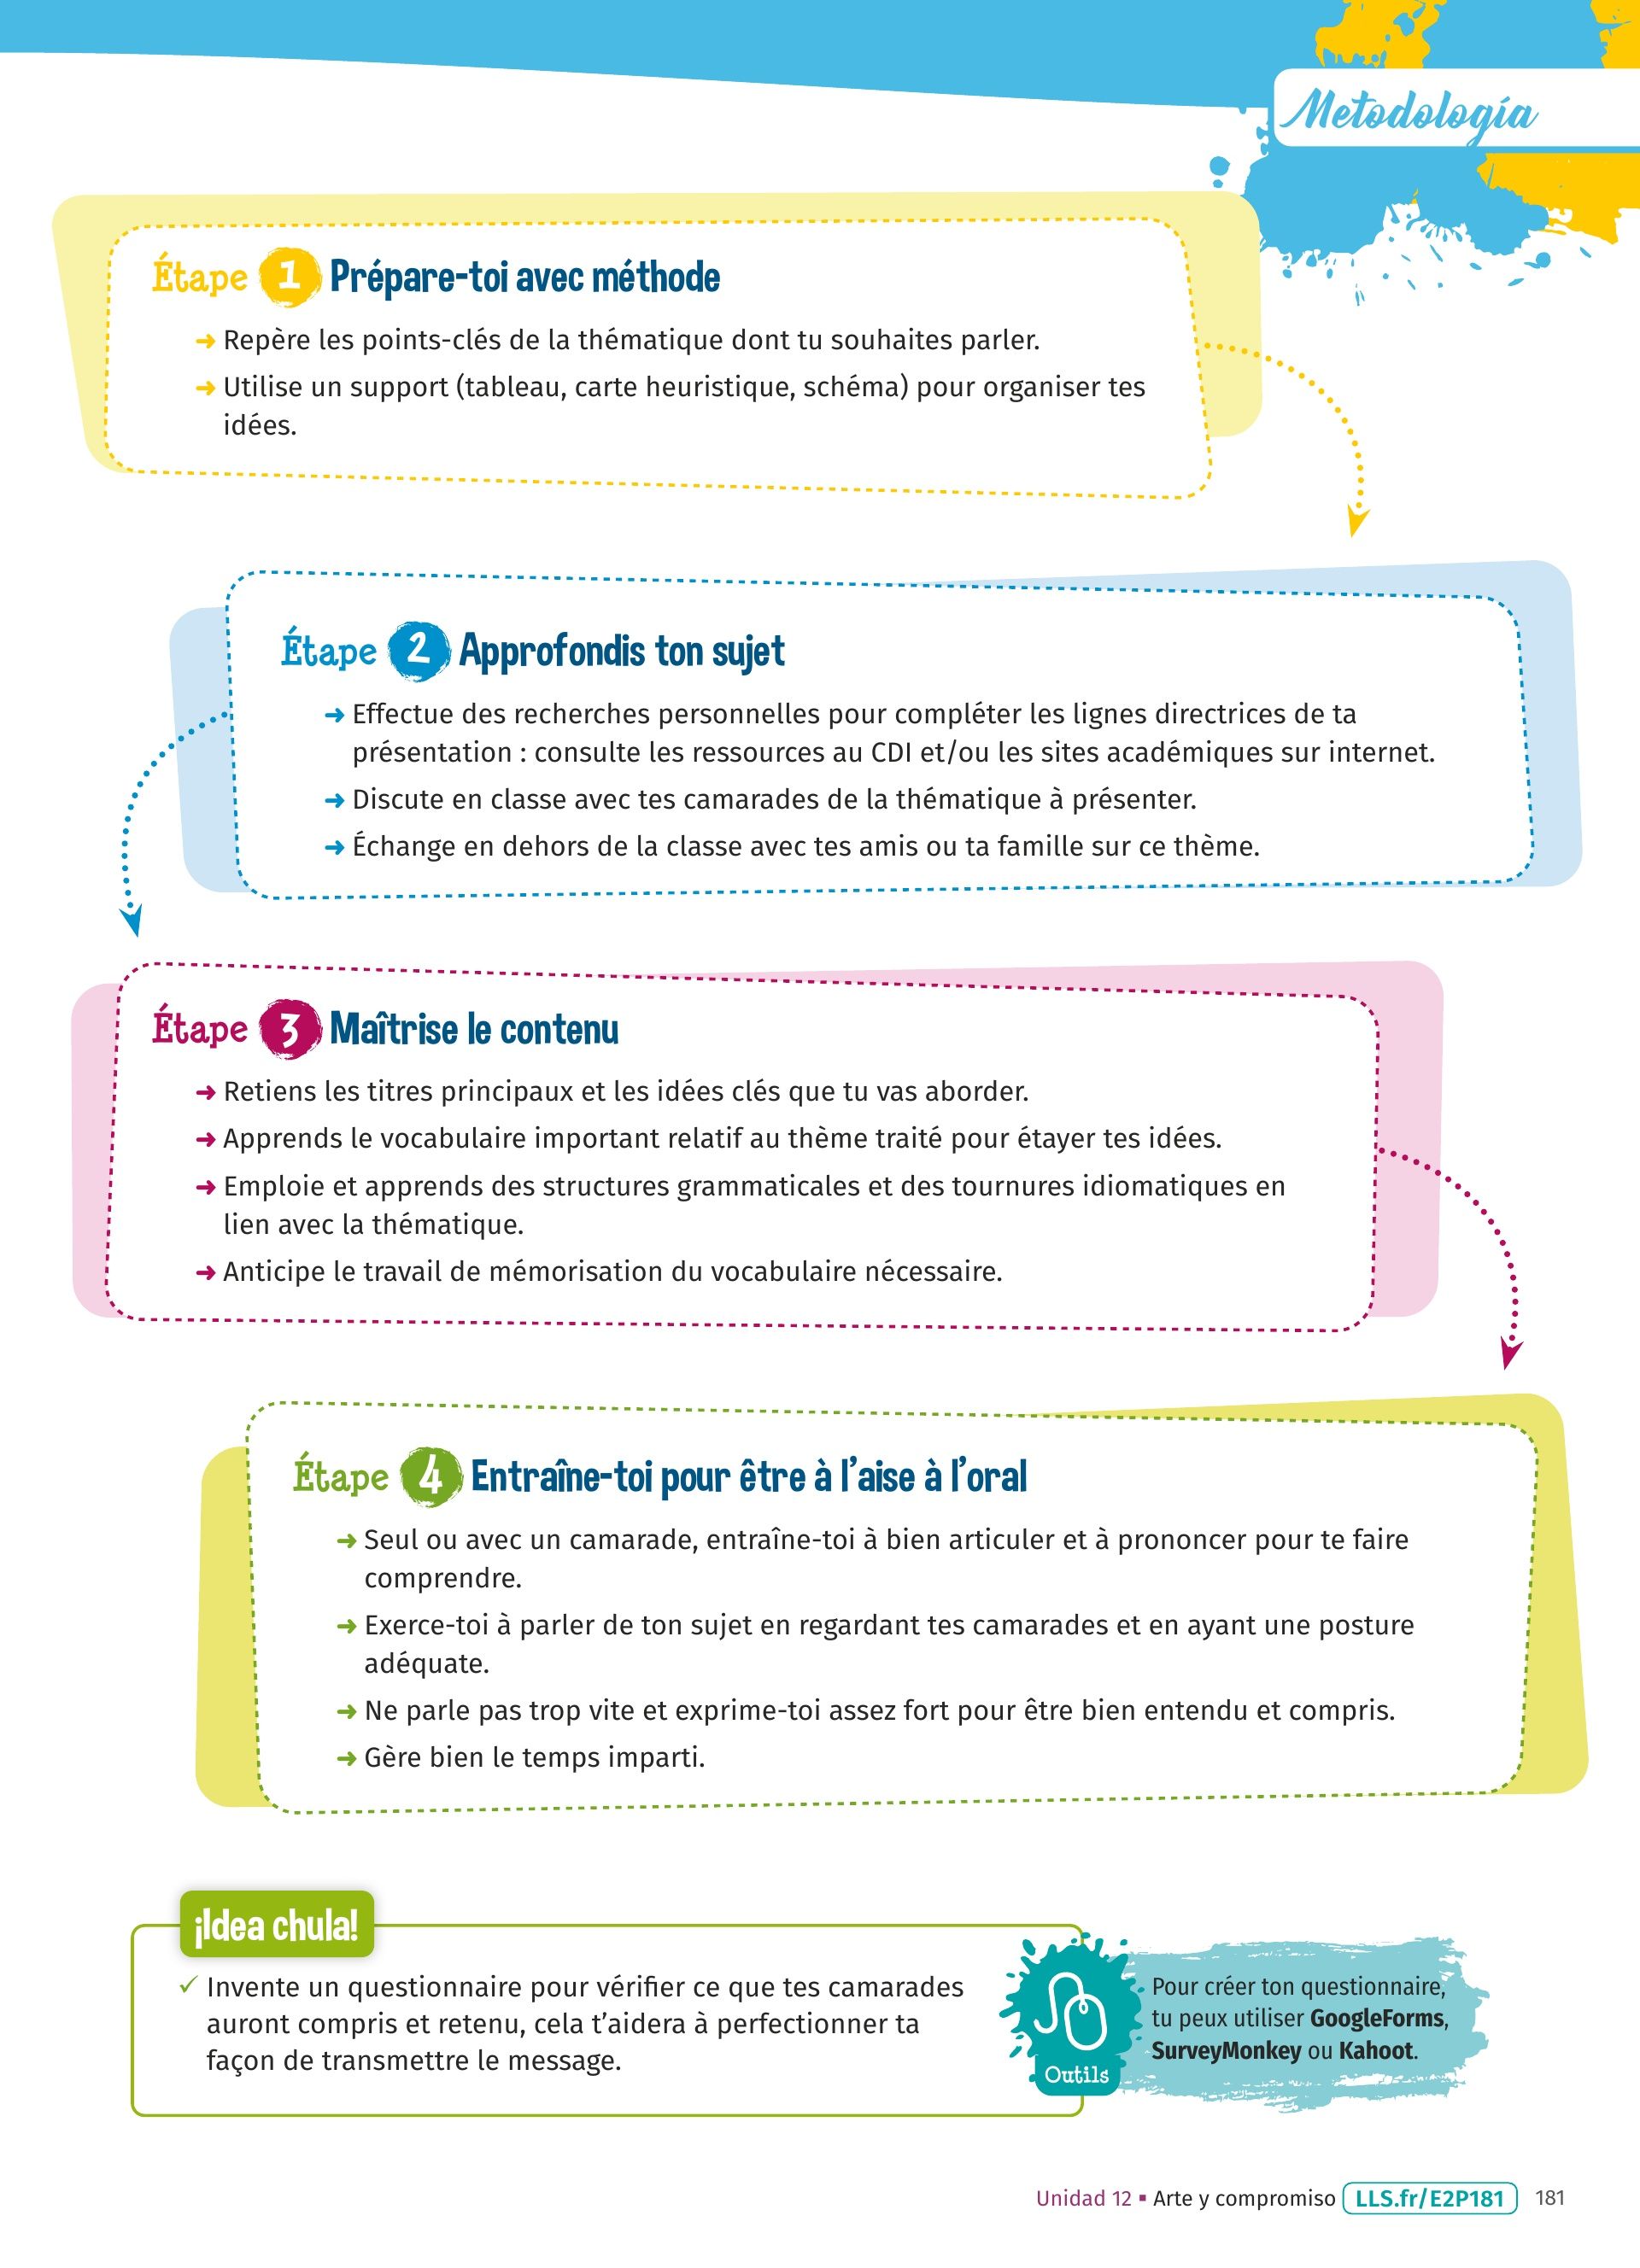 Metodología
Étape 1 Prépare-toi avec méthode
➜ Repère les points-clés de la thématique dont tu souhaites parler.
➜ Utilise un support (tableau, carte heuristique, schéma) pour organiser tes
idées.
Étape 2 Approfondis ton sujet
➜ Effectue des recherches personnelles pour compléter les lignes directrices de ta
présentation : consulte les ressources au CDI et/ou les sites académiques sur internet.
➜ Discute en classe avec tes camarades de la thématique à présenter.
➜ Échange en dehors de la classe avec tes amis ou ta famille sur ce thème.
Étape 3 Maîtrise le contenu
➜ Retiens les titres principaux et les idées clés que tu vas aborder.
➜ Apprends le vocabulaire important relatif au thème traité pour étayer tes idées.
➜ Emploie et apprends des structures grammaticales et des tournures idiomatiques en
lien avec la thématique.
➜ Anticipe le travail de mémorisation du vocabulaire nécessaire.
Étape 4 Entraîne-toi pour être à l'aise à l'oral
➜ Seul ou avec un camarade, entraîne-toi à bien articuler et à prononcer pour te faire
comprendre.
➜ Exerce-toi à parler de ton sujet en regardant tes camarades et en ayant une posture
adéquate.
➜ Ne parle pas trop vite et exprime-toi assez fort pour être bien entendu et compris.
➜ Gère bien le temps imparti.
¡Idea chula!
✓ Invente un questionnaire pour vérifier ce que tes camarades
auront compris et retenu, cela t'aidera à perfectionner ta
façon de transmettre le message.
Outils
Pour créer ton questionnaire,
tu peux utiliser GoogleForms,
SurveyMonkey ou Kahoot.
Unidad 12 ▪ Arte y compromiso LLS.fr/E2P181 181